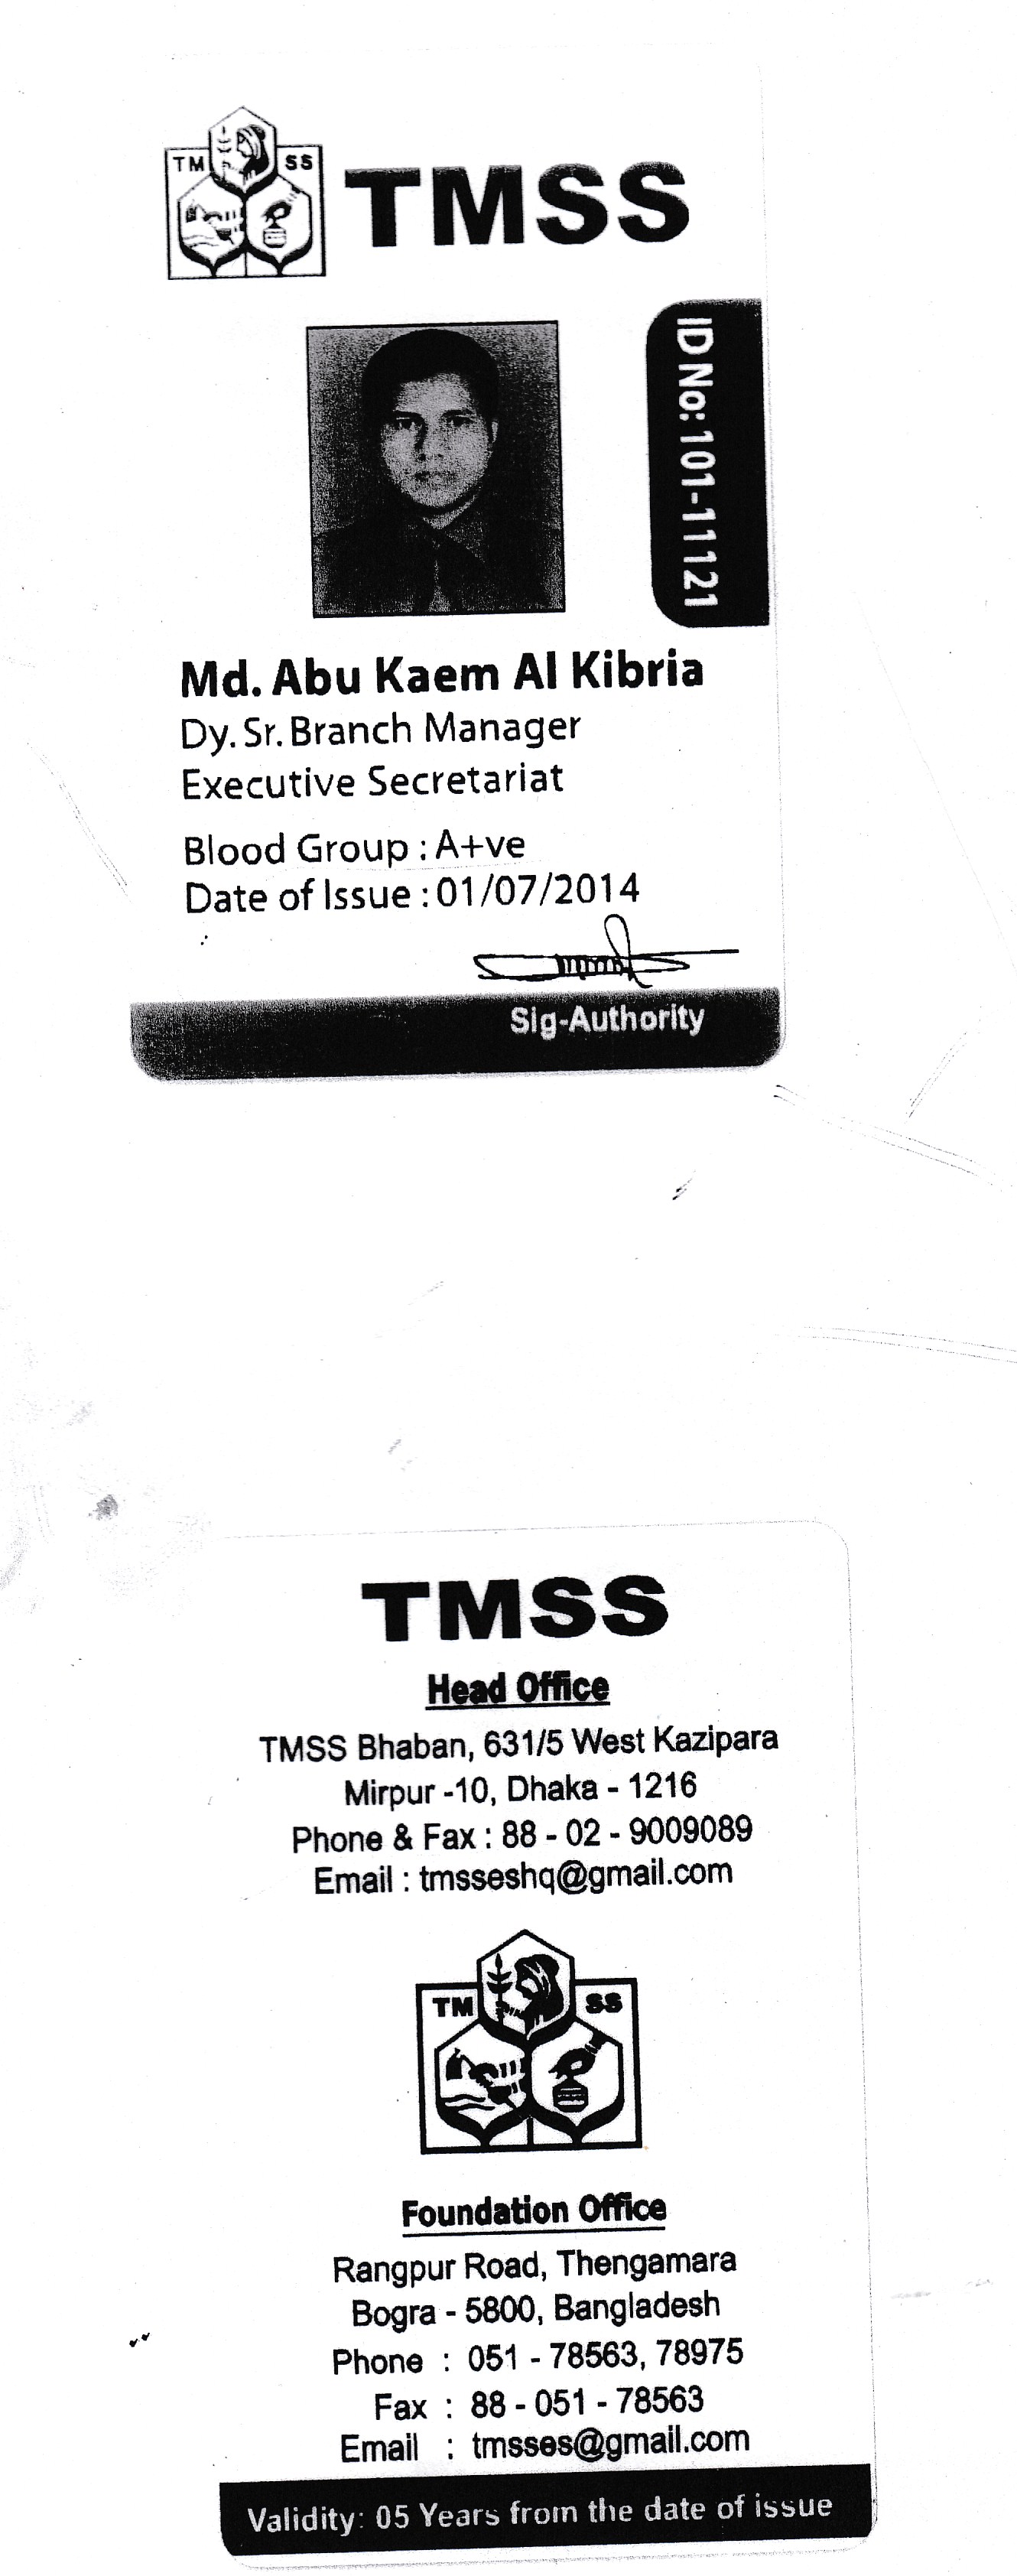 TM SS
TMSS
ID No: 101-11121
Md. Abu Kaem Al Kibria
Dy. Sr. Branch Manager
Executive Secretariat
Blood Group : A+ve
Date of Issue : 01/07/2014
Sig-Authority
TMSS
Head Office
TMSS Bhaban, 631/5 West Kazipara
Mirpur -10, Dhaka - 1216
Phone & Fax : 88 - 02 - 9009089
Email : tmsseshq@gmail.com
TM SS
Foundation Office
Rangpur Road, Thengamara
Bogra - 5800, Bangladesh
Phone : 051 - 78563, 78975
Fax : 88 - 051 - 78563
Email : tmsses@gmail.com
Validity: 05 Years from the date of issue